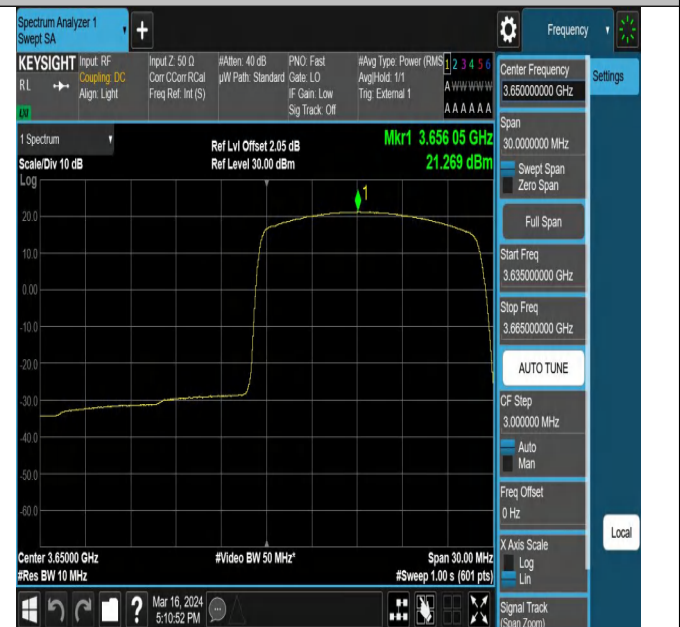 Spectrum Analyzer 1
Swept SA
+
Frequency
KEYSIGHT
RL
Input: RF
Coupling: DC
Align: Light
Input Z: 50 Ω
Corr CCorr RCal
Freq Ref: Int (S)
#Atten: 40 dB
µW Path: Standard
PNO: Fast
Gate: LO
IF Gain: Low
Sig Track: Off
#Avg Type: Power (RMS
Avg|Hold: 1/1
Trig: External 1
1 2 3 4 5 6
A W W W W W
A A A A A A
1 Spectrum
Scale/Div 10 dB
Log
Ref Lvl Offset 2.05 dB
Ref Level 30.00 dBm
Mkr1 3.656 05 GHz
21.269 dBm
1
20.0
10.0
0.00
-10.0
-20.0
-30.0
-40.0
-50.0
-60.0
Center 3.65000 GHz
#Res BW 10 MHz
#Video BW 50 MHz*
Span 30.00 MHz
#Sweep 1.00 s (601 pts)
Center Frequency
3.650000000 GHz
Settings
Span
30.0000000 MHz
Swept Span
Zero Span
Full Span
Start Freq
3.635000000 GHz
Stop Freq
3.665000000 GHz
AUTO TUNE
CF Step
3.000000 MHz
Auto
Man
Freq Offset
0 Hz
X Axis Scale
Log
Lin
Local
Signal Track
(Span Zoom)
?
Mar 16, 2024
5:10:52 PM